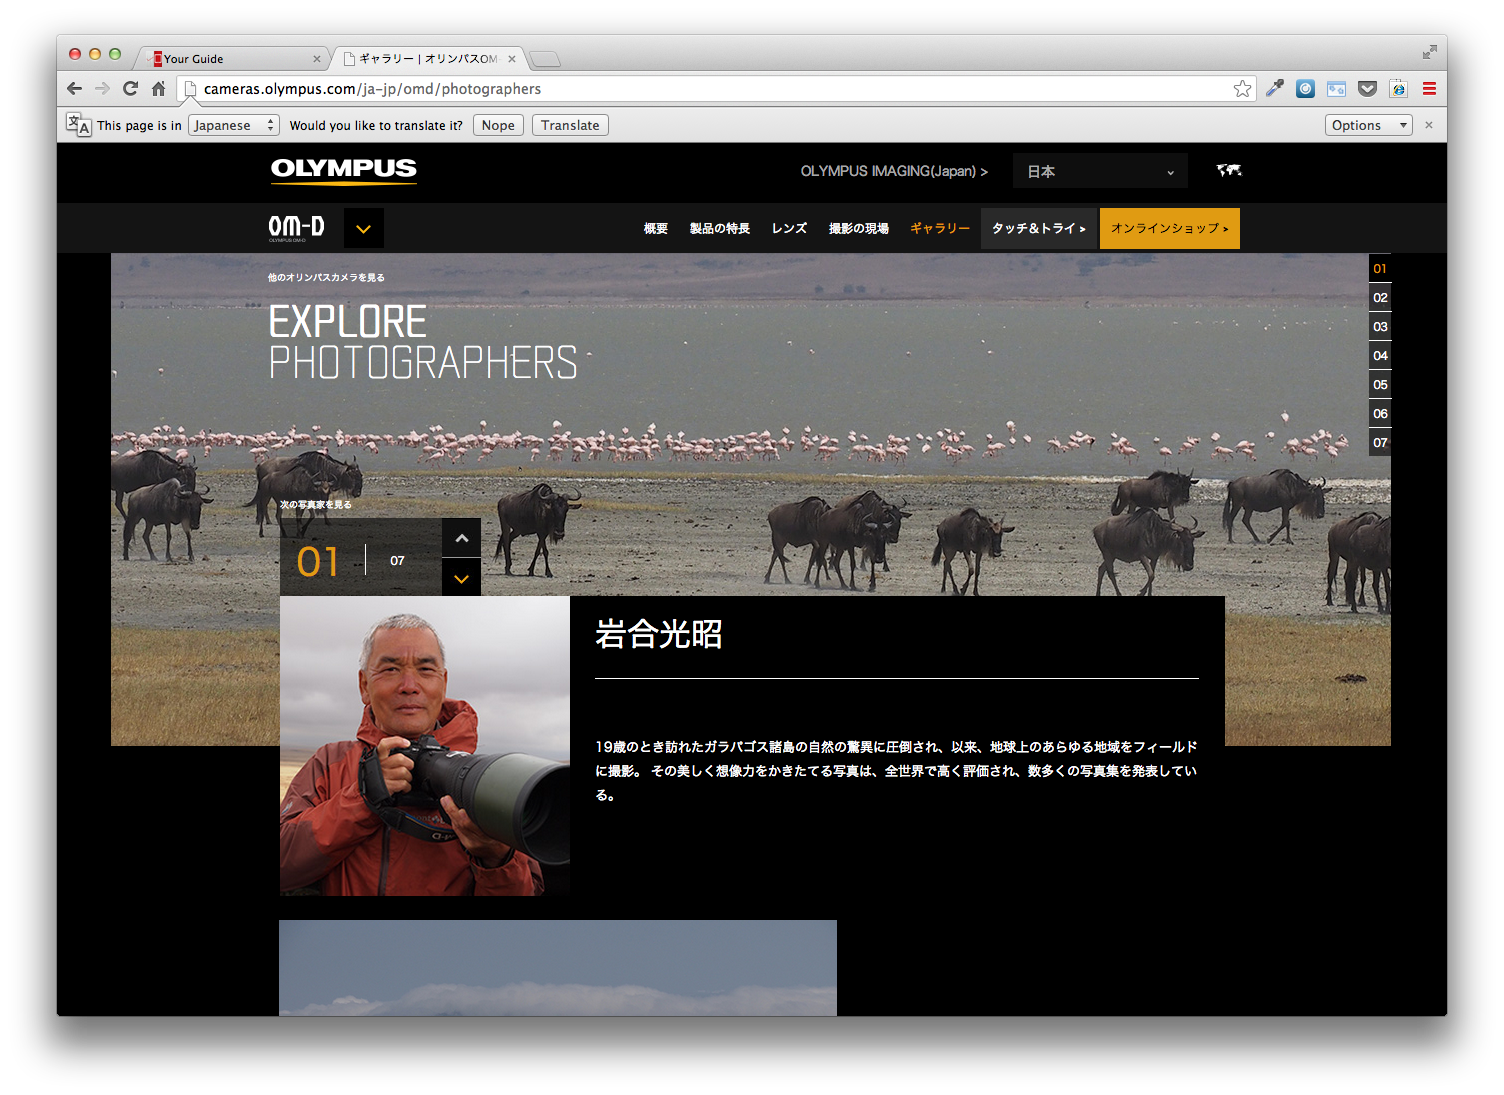 Your Guide
ギャラリー | オリンパスOM-
cameras.olympus.com/ja-jp/omd/photographers
This page is in Japanese Would you like to translate it? Nope Translate Options
OLYMPUS
OLYMPUS IMAGING(Japan) >
日本
OM-D
OLYMPUS OM-D
概要 製品の特長 レンズ 撮影の現場 ギャラリー タッチ&トライ > オンラインショップ >
他のオリンパスカメラを見る
EXPLORE
PHOTOGRAPHERS
01
02
03
04
05
06
07
次の写真家を見る
01 07
岩合光昭
19歳のとき訪れたガラパゴス諸島の自然の驚異に圧倒され、以来、地球上のあらゆる地域をフィールド
に撮影。 その美しく想像力をかきたてる写真は、全世界で高く評価され、数多くの写真集を発表してい
る。